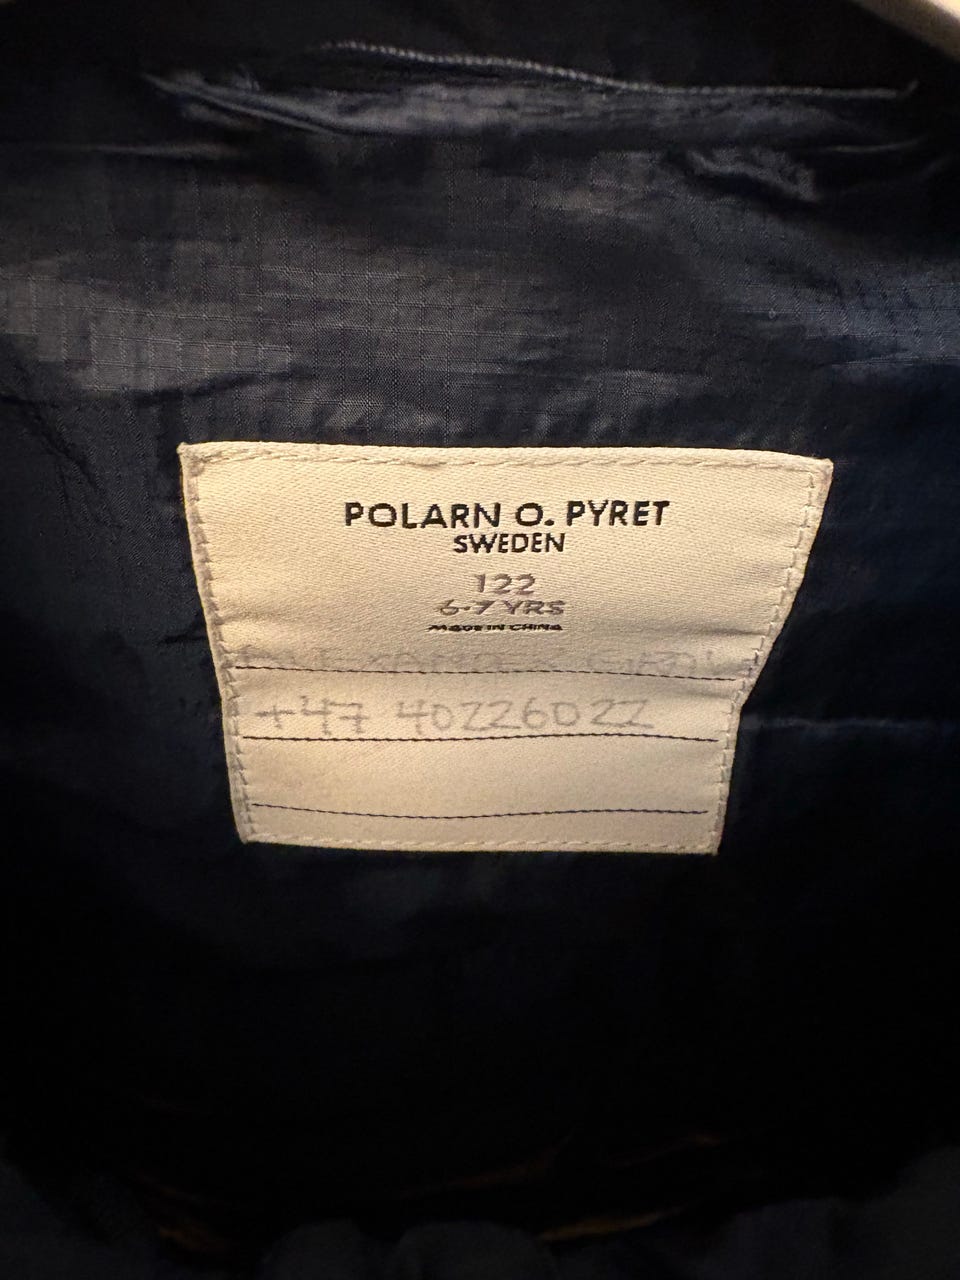 POLARN O. PYRET
SWEDEN
122
6-7 YRS
MADE IN CHINA
+47 40226022